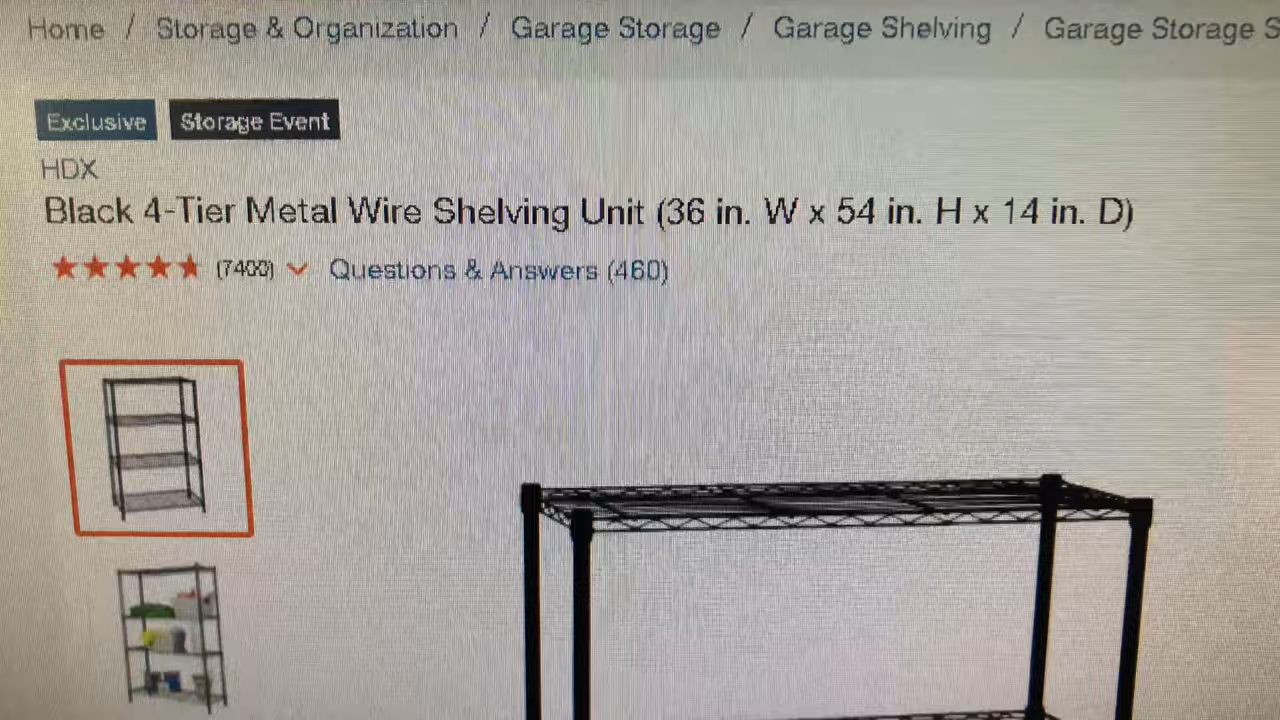 Home / Storage & Organization / Garage Storage / Garage Shelving / Garage Storage S
Exclusive Storage Event
HDX
Black 4-Tier Metal Wire Shelving Unit (36 in. W x 54 in. H x 14 in. D)
(7400) Questions & Answers (460)